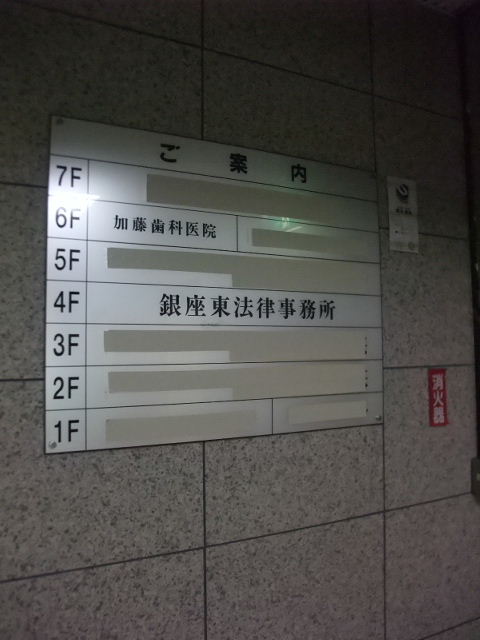 ご案内
7F
6F 加藤歯科医院
5F
4F 銀座東法律事務所
3F
2F
1F
消火器